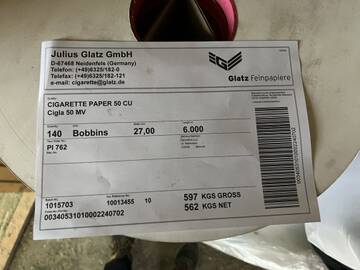 Julius Glatz GmbH
D-67468 Neidenfels (Germany)
Telefon: (++49)6325/182-0
Telefax: (++49)6325/182-121
e-mail: cigarette@glatz.de
Glatz Feinpapiere
CIGARETTE PAPER 50 CU
Cigla 50 MV
140 Bobbins 27,00 6.000
PI 762
1015703 10013455 10 597 KGS GROSS
562 KGS NET
00340531010002240702